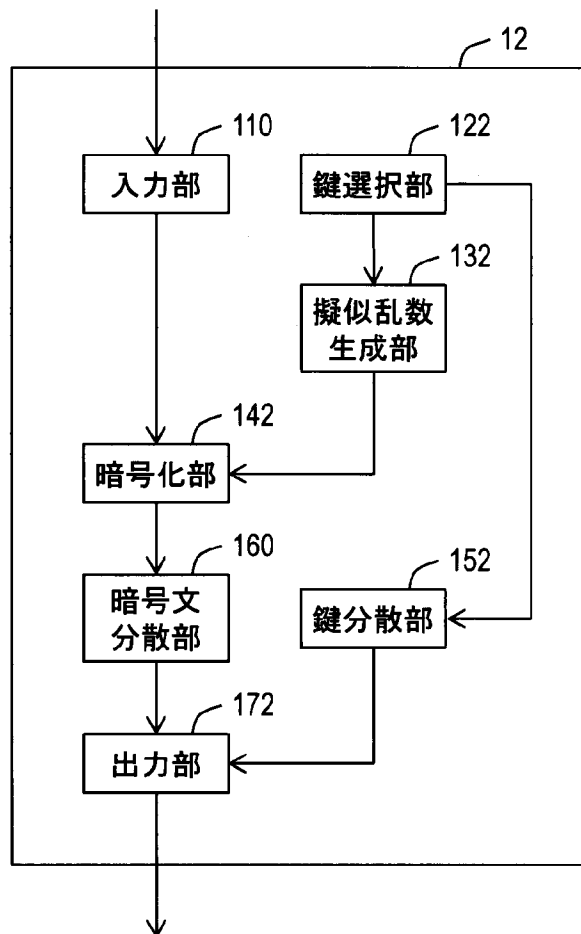 12
110
入力部
122
鍵選択部
132
擬似乱数
生成部
142
暗号化部
160
暗号文
分散部
152
鍵分散部
172
出力部